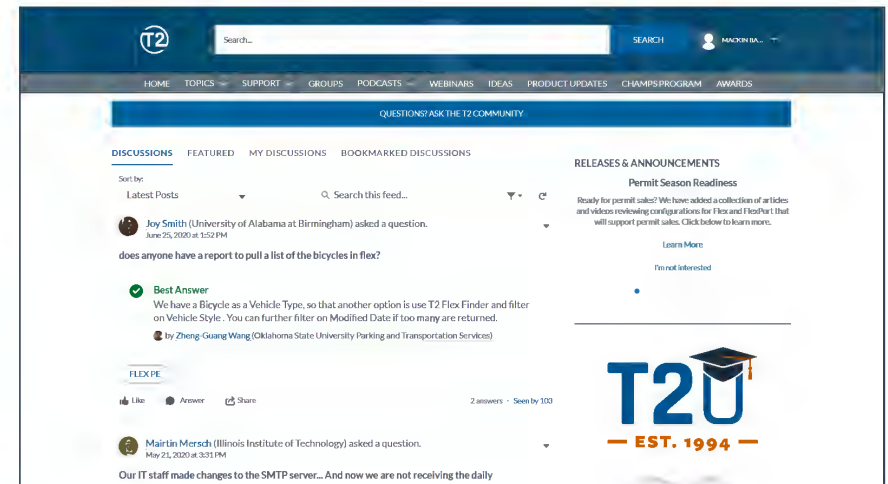 T2
Search...
SEARCH
MACKIN BA...
HOME TOPICS SUPPORT GROUPS PODCASTS WEBINARS IDEAS PRODUCT UPDATES CHAMPS PROGRAM AWARDS
QUESTIONS? ASK THE T2 COMMUNITY
DISCUSSIONS FEATURED MY DISCUSSIONS BOOKMARKED DISCUSSIONS
Sort by:
Latest Posts
Search this feed...
Joy Smith (University of Alabama at Birmingham) asked a question.
June 25, 2020 at 1:52 PM
does anyone have a report to pull a list of the bicycles in flex?
Best Answer
We have a Bicycle as a Vehicle Type, so that another option is use T2 Flex Finder and filter
on Vehicle Style . You can further filter on Modified Date if too many are returned.
by Zheng-Guang Wang (Oklahoma State University Parking and Transportation Services)
FLEX PE
Like Answer Share
2 answers · Seen by 103
Mairtin Mersch (Illinois Institute of Technology) asked a question.
May 21, 2020 at 3:31 PM
Our IT staff made changes to the SMTP server... And now we are not receiving the daily
RELEASES & ANNOUNCEMENTS
Permit Season Readiness
Ready for permit sales? We have added a collection of articles
and videos reviewing configurations for Flex and FlexPort that
will support permit sales. Click below to learn more.
Learn More
I'm not interested
T2U
EST. 1994